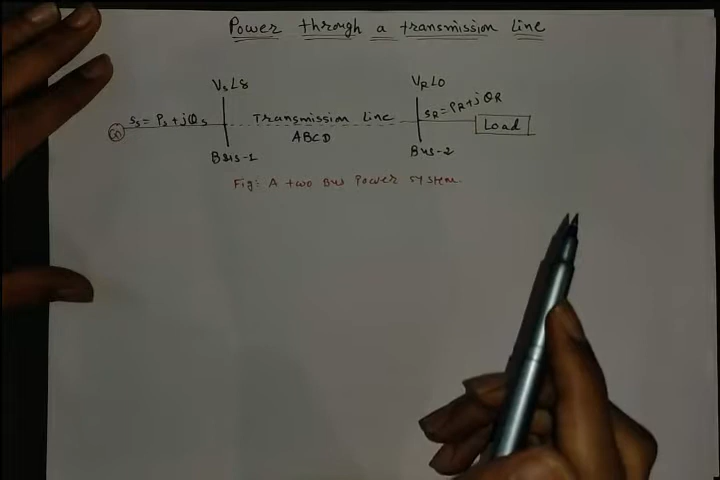 Power through a transmission Line
Vs∠δ
VR∠0
Ss = Ps + jQs
Transmission Line
SR = PR + jQR
G
Load
ABCD
Bus-1
Bus-2
Fig: A two Bus Power system